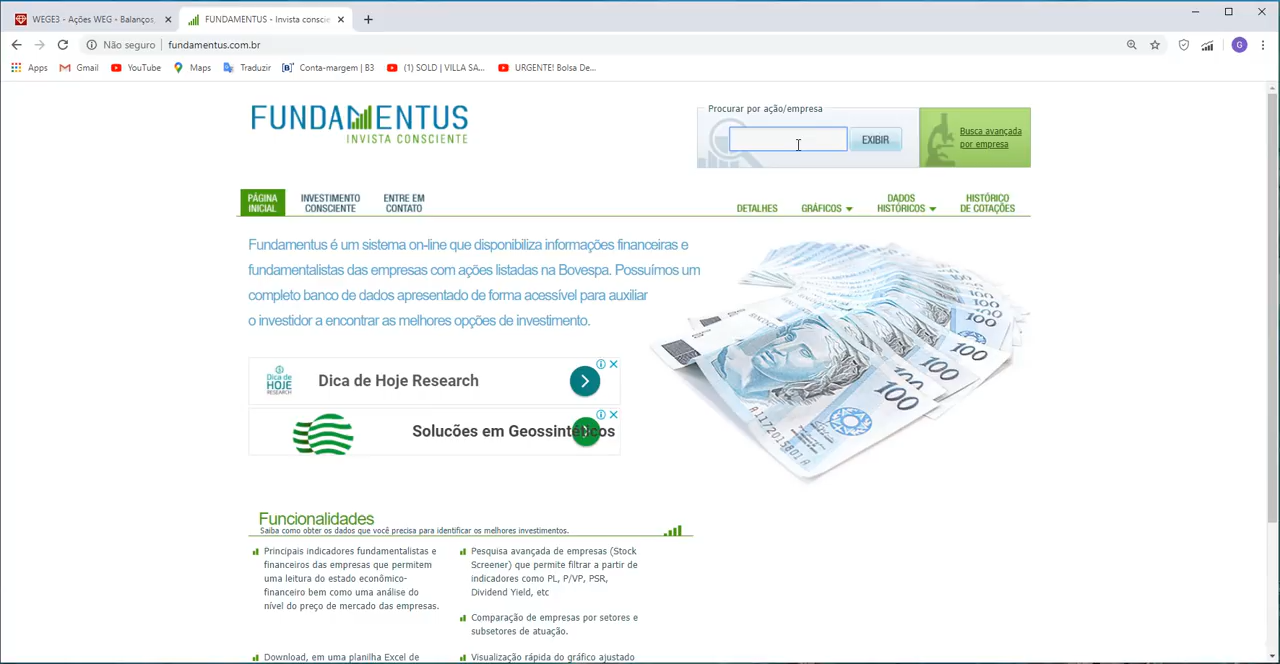 WEGE3 - Ações WEG - Balanços,
FUNDAMENTUS - Invista conscie
Não seguro
fundamentus.com.br
G
Apps
Gmail
YouTube
Maps
Traduzir
Conta-margem | B3
(1) SOLD | VILLA SA...
URGENTE! Bolsa De...
FUNDAMENTUS
INVISTA CONSCIENTE
Procurar por ação/empresa
EXIBIR
Busca avançada
por empresa
PÁGINA
INICIAL
INVESTIMENTO
CONSCIENTE
ENTRE EM
CONTATO
DETALHES
GRÁFICOS
DADOS
HISTÓRICOS
HISTÓRICO
DE COTAÇÕES
Fundamentus é um sistema on-line que disponibiliza informações financeiras e
fundamentalistas das empresas com ações listadas na Bovespa. Possuímos um
completo banco de dados apresentado de forma acessível para auxiliar
o investidor a encontrar as melhores opções de investimento.
100
100
100
100
Dica de
HOJE
RESEARCH
Dica de Hoje Research
Solucões em Geossintéticos
Funcionalidades
Saiba como obter os dados que você precisa para identificar os melhores investimentos.
Principais indicadores fundamentalistas e
financeiros das empresas que permitem
uma leitura do estado econômico-
financeiro bem como uma análise do
nível do preço de mercado das empresas.
Download, em uma planilha Excel de
Pesquisa avançada de empresas (Stock
Screener) que permite filtrar a partir de
indicadores como PL, P/VP, PSR,
Dividend Yield, etc
Comparação de empresas por setores e
subsetores de atuação.
Visualização rápida do gráfico ajustado